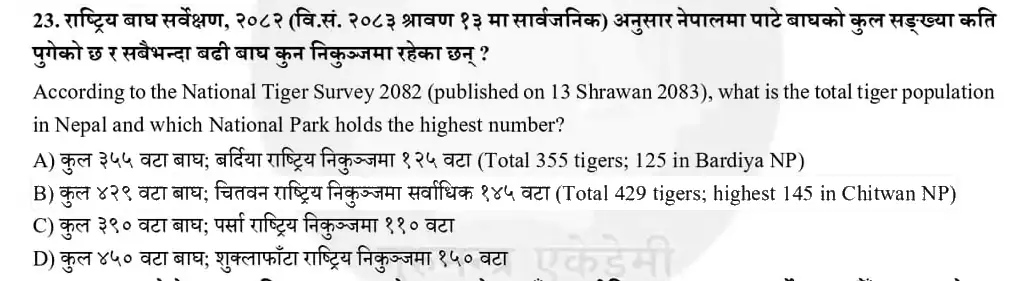 23. राष्ट्रिय बाघ सर्वेक्षण, २०८२ (वि.सं. २०८३ श्रावण १३ मा सार्वजनिक) अनुसार नेपालमा पाटे बाघको कुल सङ्ख्या कति
पुगेको छ र सबैभन्दा बढी बाघ कुन निकुञ्जमा रहेका छन् ?
According to the National Tiger Survey 2082 (published on 13 Shrawan 2083), what is the total tiger population
in Nepal and which National Park holds the highest number?
A) कुल ३५५ वटा बाघ; बर्दिया राष्ट्रिय निकुञ्जमा १२५ वटा (Total 355 tigers; 125 in Bardiya NP)
B) कुल ४२९ वटा बाघ; चितवन राष्ट्रिय निकुञ्जमा सर्वाधिक १४५ वटा (Total 429 tigers; highest 145 in Chitwan NP)
C) कुल ३९० वटा बाघ; पर्सा राष्ट्रिय निकुञ्जमा ११० वटा
D) कुल ४५० वटा बाघ; शुक्लाफाँटा राष्ट्रिय निकुञ्जमा १५० वटा
एकेडेमी